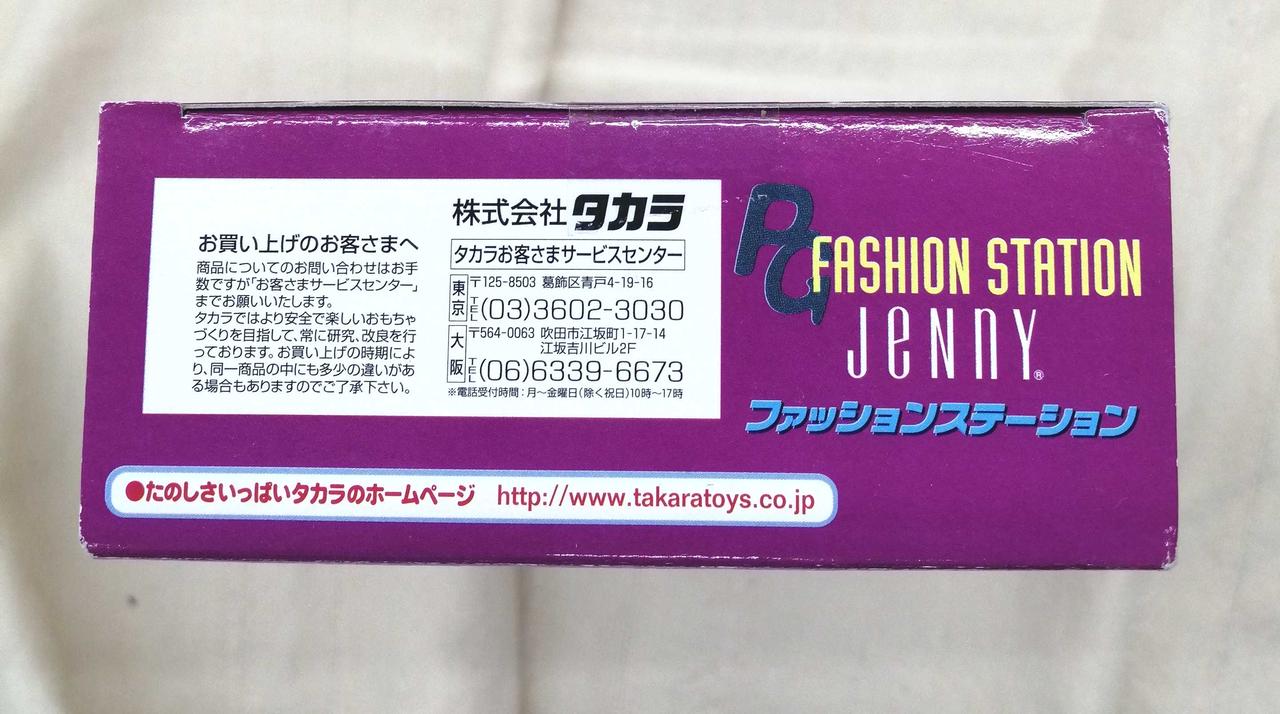 お買い上げのお客さまへ
商品についてのお問い合わせはお手
数ですが「お客さまサービスセンター」
までお願いいたします。
タカラではより安全で楽しいおもちゃ
づくりを目指して、常に研究、改良を行
っております。お買い上げの時期によ
り、同一商品の中にも多少の違いがあ
る場合もありますのでご了承下さい。
株式会社タカラ
タカラお客さまサービスセンター
東京
〒125-8503 葛飾区青戸4-19-16
TEL(03)3602-3030
大阪
〒564-0063 吹田市江坂町1-17-14
江坂吉川ビル2F
TEL(06)6339-6673
※電話受付時間:月〜金曜日(除く祝日)10時〜17時
PG
FASHION STATION
JeNNY®
ファッションステーション
●たのしさいっぱいタカラのホームページ http://www.takaratoys.co.jp